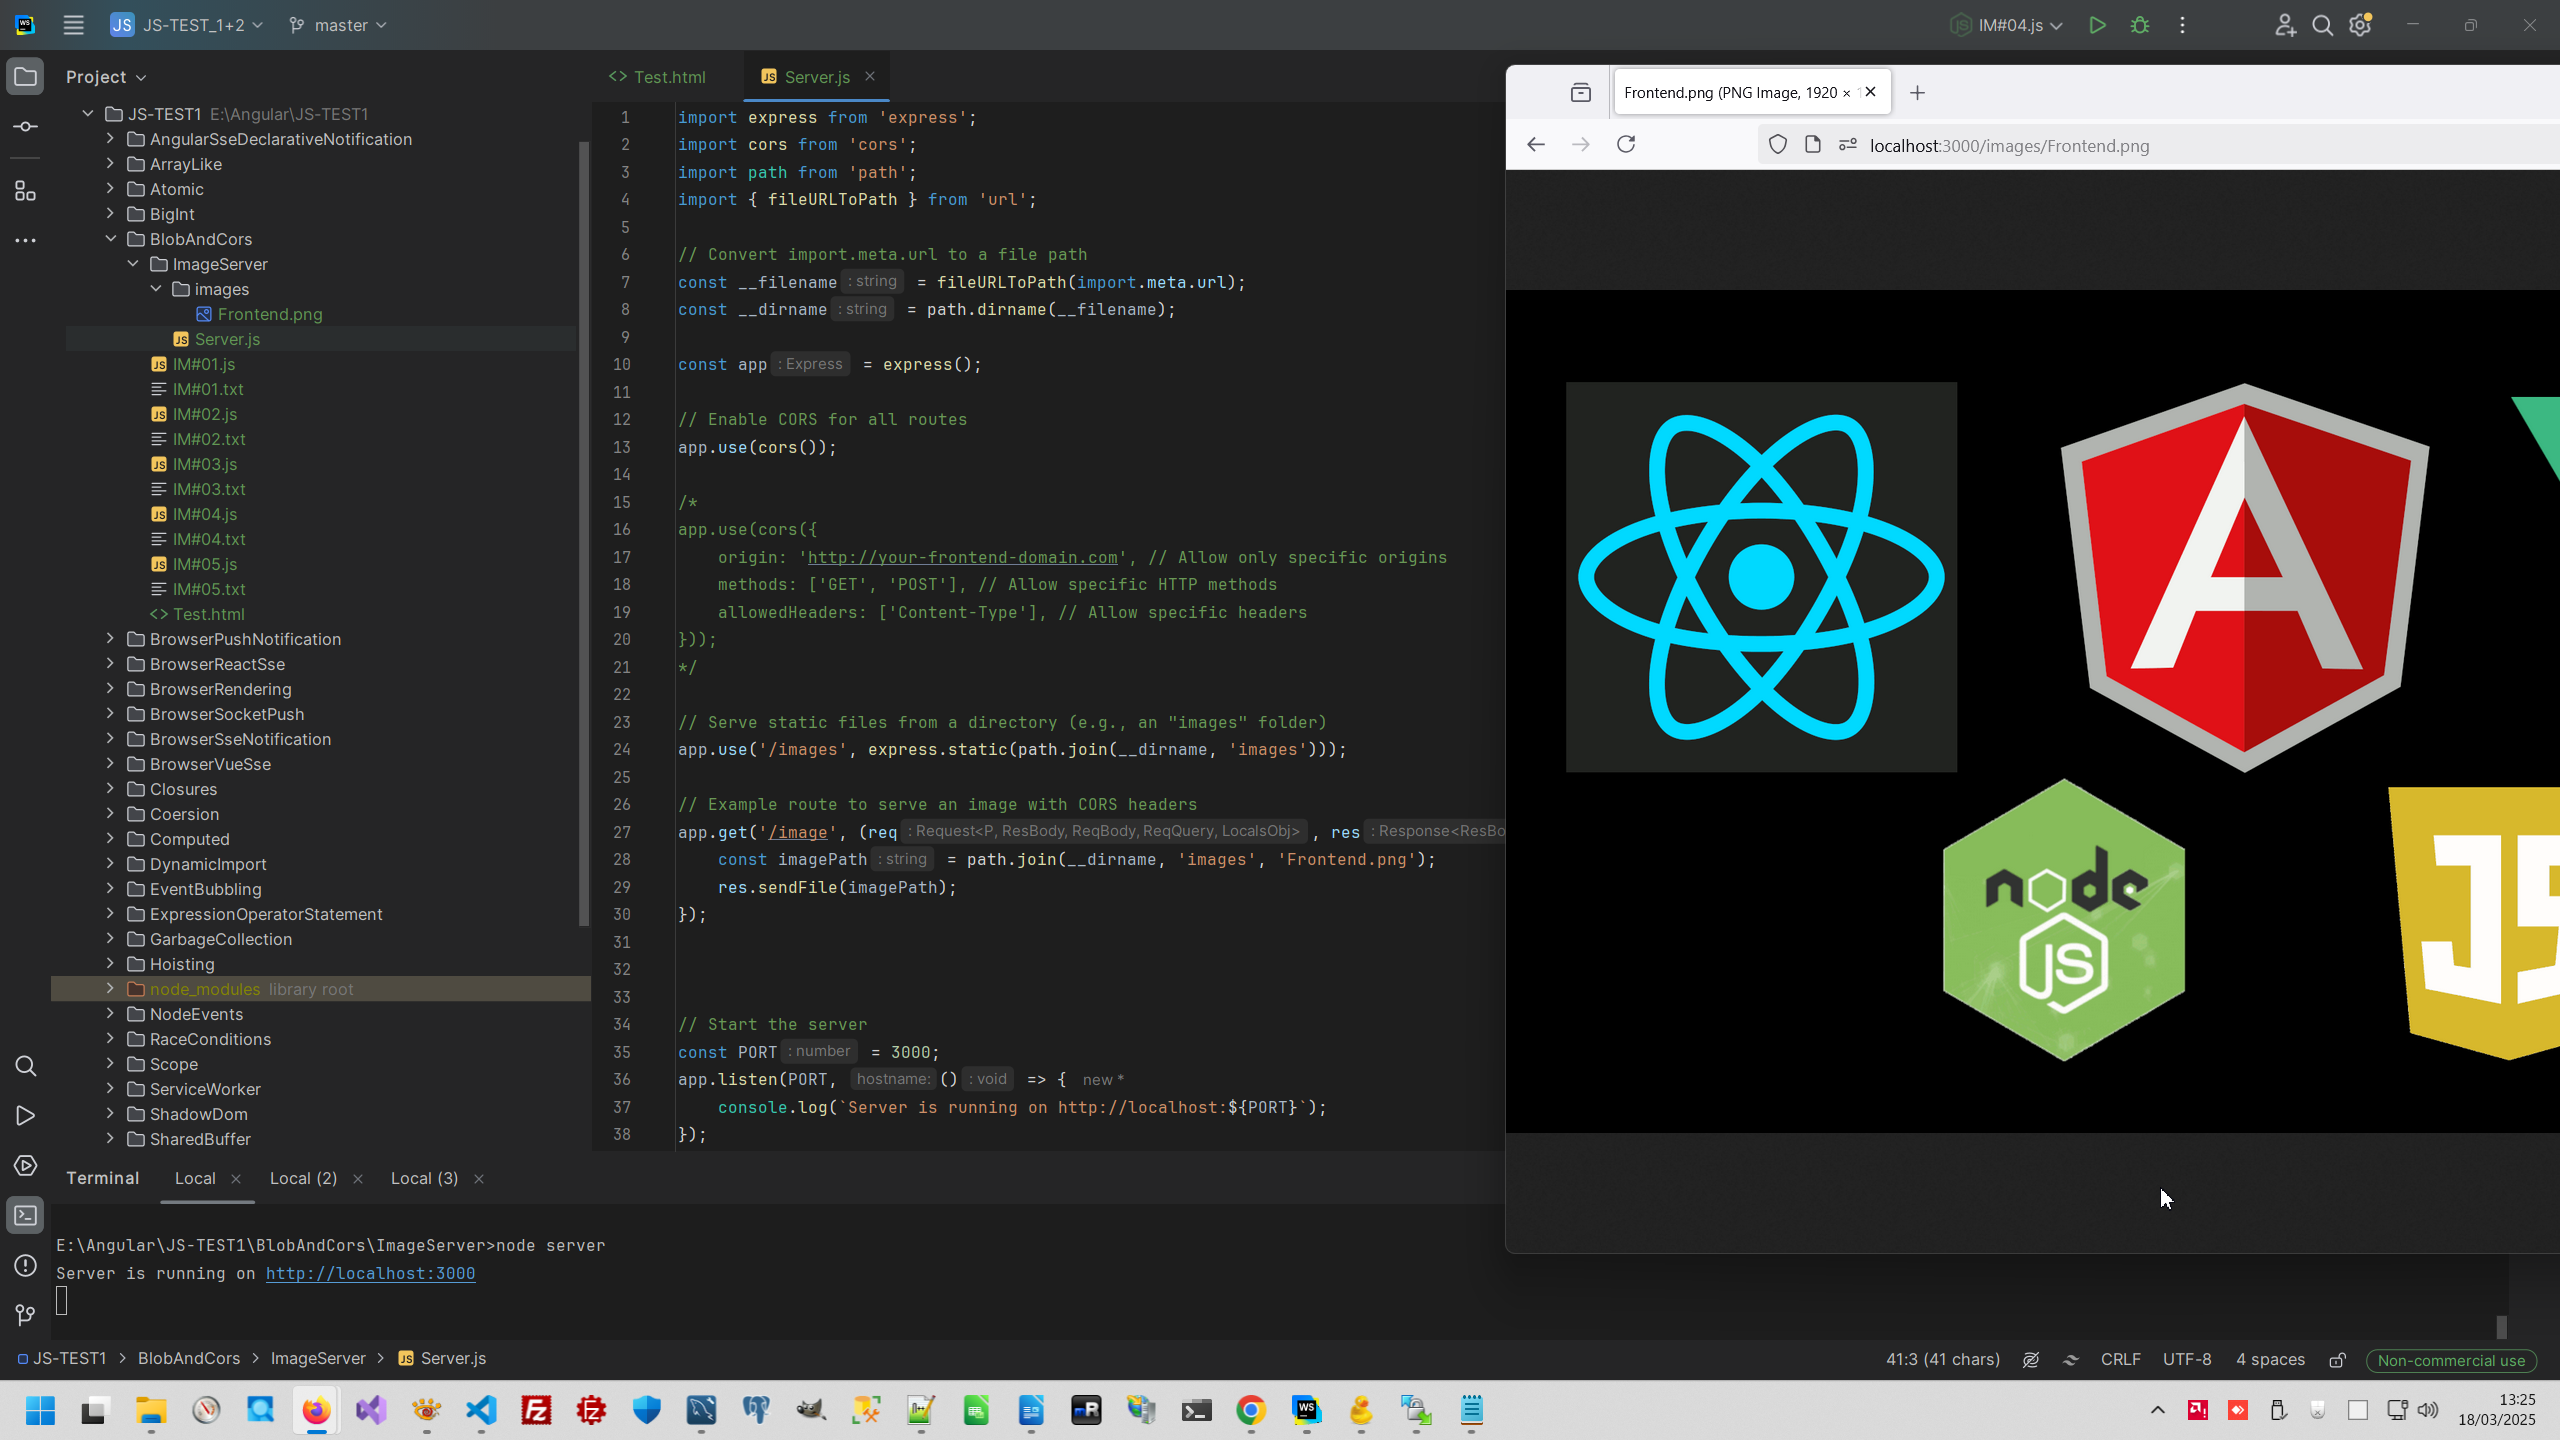 JS JS-TEST_1+2 master IM#04.js
Project
JS-TEST1 E:\Angular\JS-TEST1
AngularSseDeclarativeNotification
ArrayLike
Atomic
BigInt
BlobAndCors
ImageServer
images
Frontend.png
Server.js
IM#01.js
IM#01.txt
IM#02.js
IM#02.txt
IM#03.js
IM#03.txt
IM#04.js
IM#04.txt
IM#05.js
IM#05.txt
Test.html
BrowserPushNotification
BrowserReactSse
BrowserRendering
BrowserSocketPush
BrowserSseNotification
BrowserVueSse
Closures
Coersion
Computed
DynamicImport
EventBubbling
ExpressionOperatorStatement
GarbageCollection
Hoisting
node_modules library root
NodeEvents
RaceConditions
Scope
ServiceWorker
ShadowDom
SharedBuffer
Test.html Server.js
1 import express from 'express';
2 import cors from 'cors';
3 import path from 'path';
4 import { fileURLToPath } from 'url';
5
6 // Convert import.meta.url to a file path
7 const __filename : string = fileURLToPath(import.meta.url);
8 const __dirname : string = path.dirname(__filename);
9
10 const app : Express = express();
11
12 // Enable CORS for all routes
13 app.use(cors());
14
15 /*
16 app.use(cors({
17 origin: 'http://your-frontend-domain.com', // Allow only specific origins
18 methods: ['GET', 'POST'], // Allow specific HTTP methods
19 allowedHeaders: ['Content-Type'], // Allow specific headers
20 }));
21 */
22
23 // Serve static files from a directory (e.g., an "images" folder)
24 app.use('/images', express.static(path.join(__dirname, 'images')));
25
26 // Example route to serve an image with CORS headers
27 app.get('/image', (req : Request<P, ResBody, ReqBody, ReqQuery, LocalsObj> , res : Response<ResBo
28 const imagePath : string = path.join(__dirname, 'images', 'Frontend.png');
29 res.sendFile(imagePath);
30 });
31
32
33
34 // Start the server
35 const PORT : number = 3000;
36 app.listen(PORT, hostname: () : void => { new *
37 console.log(`Server is running on http://localhost:${PORT}`);
38 });
Frontend.png (PNG Image, 1920 ×
localhost:3000/images/Frontend.png
A
node
JS
JS
Terminal Local Local (2) Local (3)
E:\Angular\JS-TEST1\BlobAndCors\ImageServer>node server
Server is running on http://localhost:3000
JS-TEST1 > BlobAndCors > ImageServer > Server.js
41:3 (41 chars) CRLF UTF-8 4 spaces Non-commercial use
13:25
18/03/2025